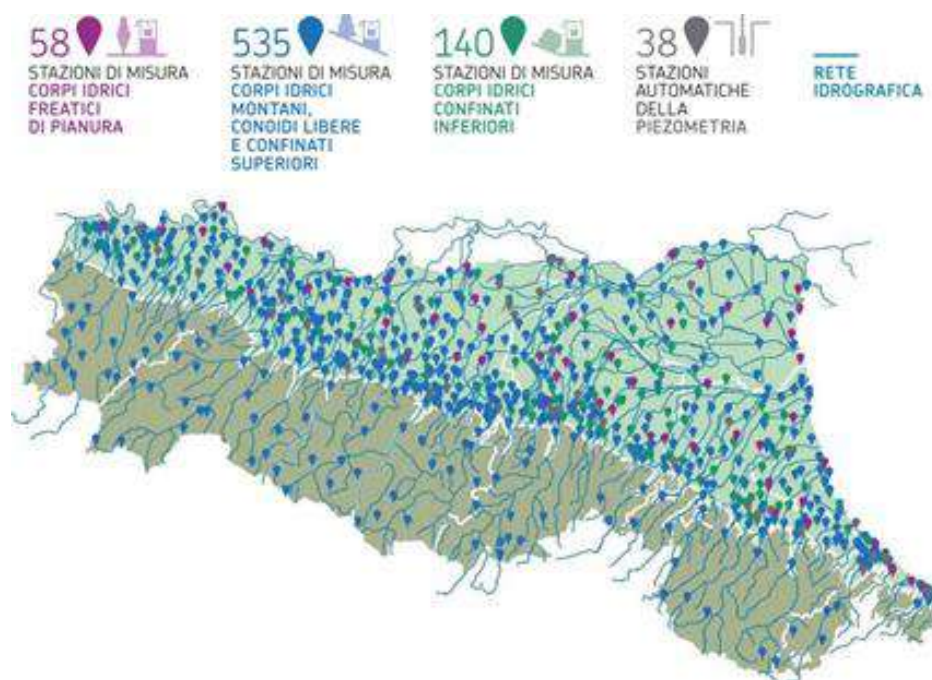 58
STAZIONI DI MISURA
CORPI IDRICI
FREATICI
DI PIANURA
535
STAZIONI DI MISURA
CORPI IDRICI
MONTANI,
CONOIDI LIBERE
E CONFINATI
SUPERIORI
140
STAZIONI DI MISURA
CORPI IDRICI
CONFINATI
INFERIORI
38
STAZIONI
AUTOMATICHE
DELLA
PIEZOMETRIA
RETE
IDROGRAFICA